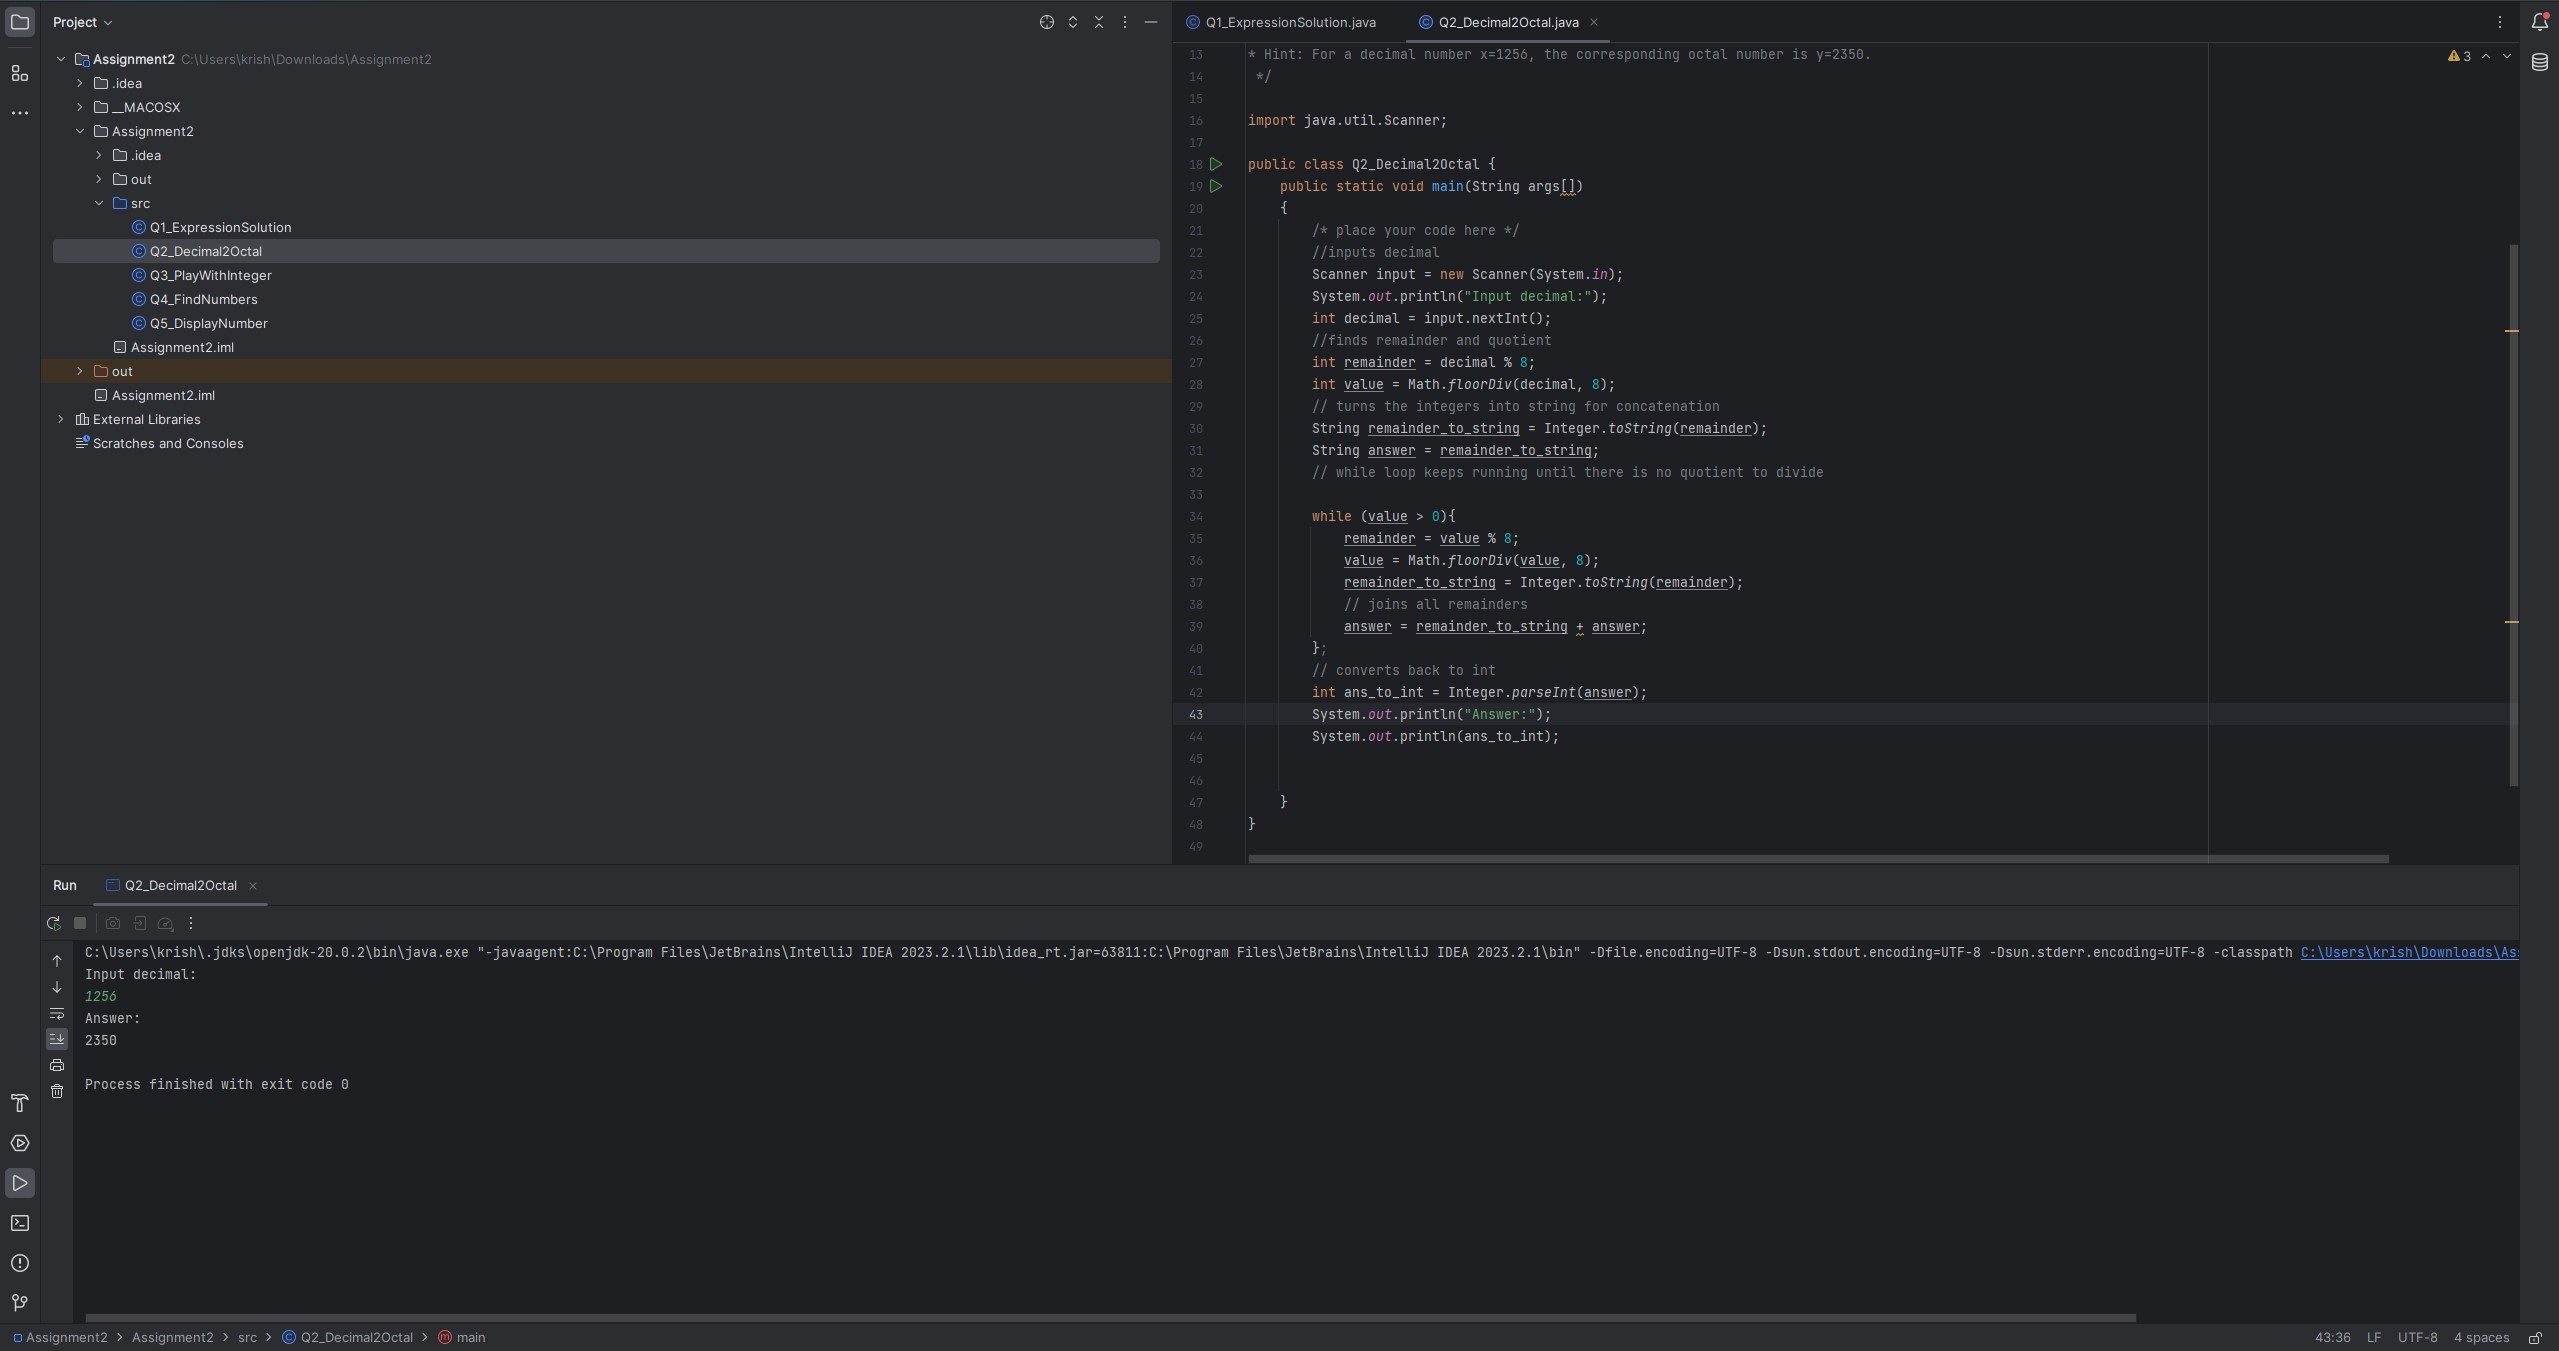 Project
Assignment2 C:\Users\krish\Downloads\Assignment2
.idea
__MACOSX
Assignment2
.idea
out
src
Q1_ExpressionSolution
Q2_Decimal2Octal
Q3_PlayWithInteger
Q4_FindNumbers
Q5_DisplayNumber
Assignment2.iml
out
Assignment2.iml
External Libraries
Scratches and Consoles
Q1_ExpressionSolution.java Q2_Decimal2Octal.java
3
13 * Hint: For a decimal number x=1256, the corresponding octal number is y=2350.
14 */
15
16 import java.util.Scanner;
17
18 public class Q2_Decimal2Octal {
19 public static void main(String args[])
20 {
21 /* place your code here */
22 //inputs decimal
23 Scanner input = new Scanner(System.in);
24 System.out.println("Input decimal:");
25 int decimal = input.nextInt();
26 //finds remainder and quotient
27 int remainder = decimal % 8;
28 int value = Math.floorDiv(decimal, 8);
29 // turns the integers into string for concatenation
30 String remainder_to_string = Integer.toString(remainder);
31 String answer = remainder_to_string;
32 // while loop keeps running until there is no quotient to divide
33
34 while (value > 0){
35 remainder = value % 8;
36 value = Math.floorDiv(value, 8);
37 remainder_to_string = Integer.toString(remainder);
38 // joins all remainders
39 answer = remainder_to_string + answer;
40 };
41 // converts back to int
42 int ans_to_int = Integer.parseInt(answer);
43 System.out.println("Answer:");
44 System.out.println(ans_to_int);
45
46
47 }
48 }
49
Run Q2_Decimal2Octal
C:\Users\krish\.jdks\openjdk-20.0.2\bin\java.exe "-javaagent:C:\Program Files\JetBrains\IntelliJ IDEA 2023.2.1\lib\idea_rt.jar=63811:C:\Program Files\JetBrains\IntelliJ IDEA 2023.2.1\bin" -Dfile.encoding=UTF-8 -Dsun.stdout.encoding=UTF-8 -Dsun.stderr.encoding=UTF-8 -classpath C:\Users\krish\Downloads\As
Input decimal:
1256
Answer:
2350
Process finished with exit code 0
Assignment2 > Assignment2 > src > Q2_Decimal2Octal > main
43:36 LF UTF-8 4 spaces